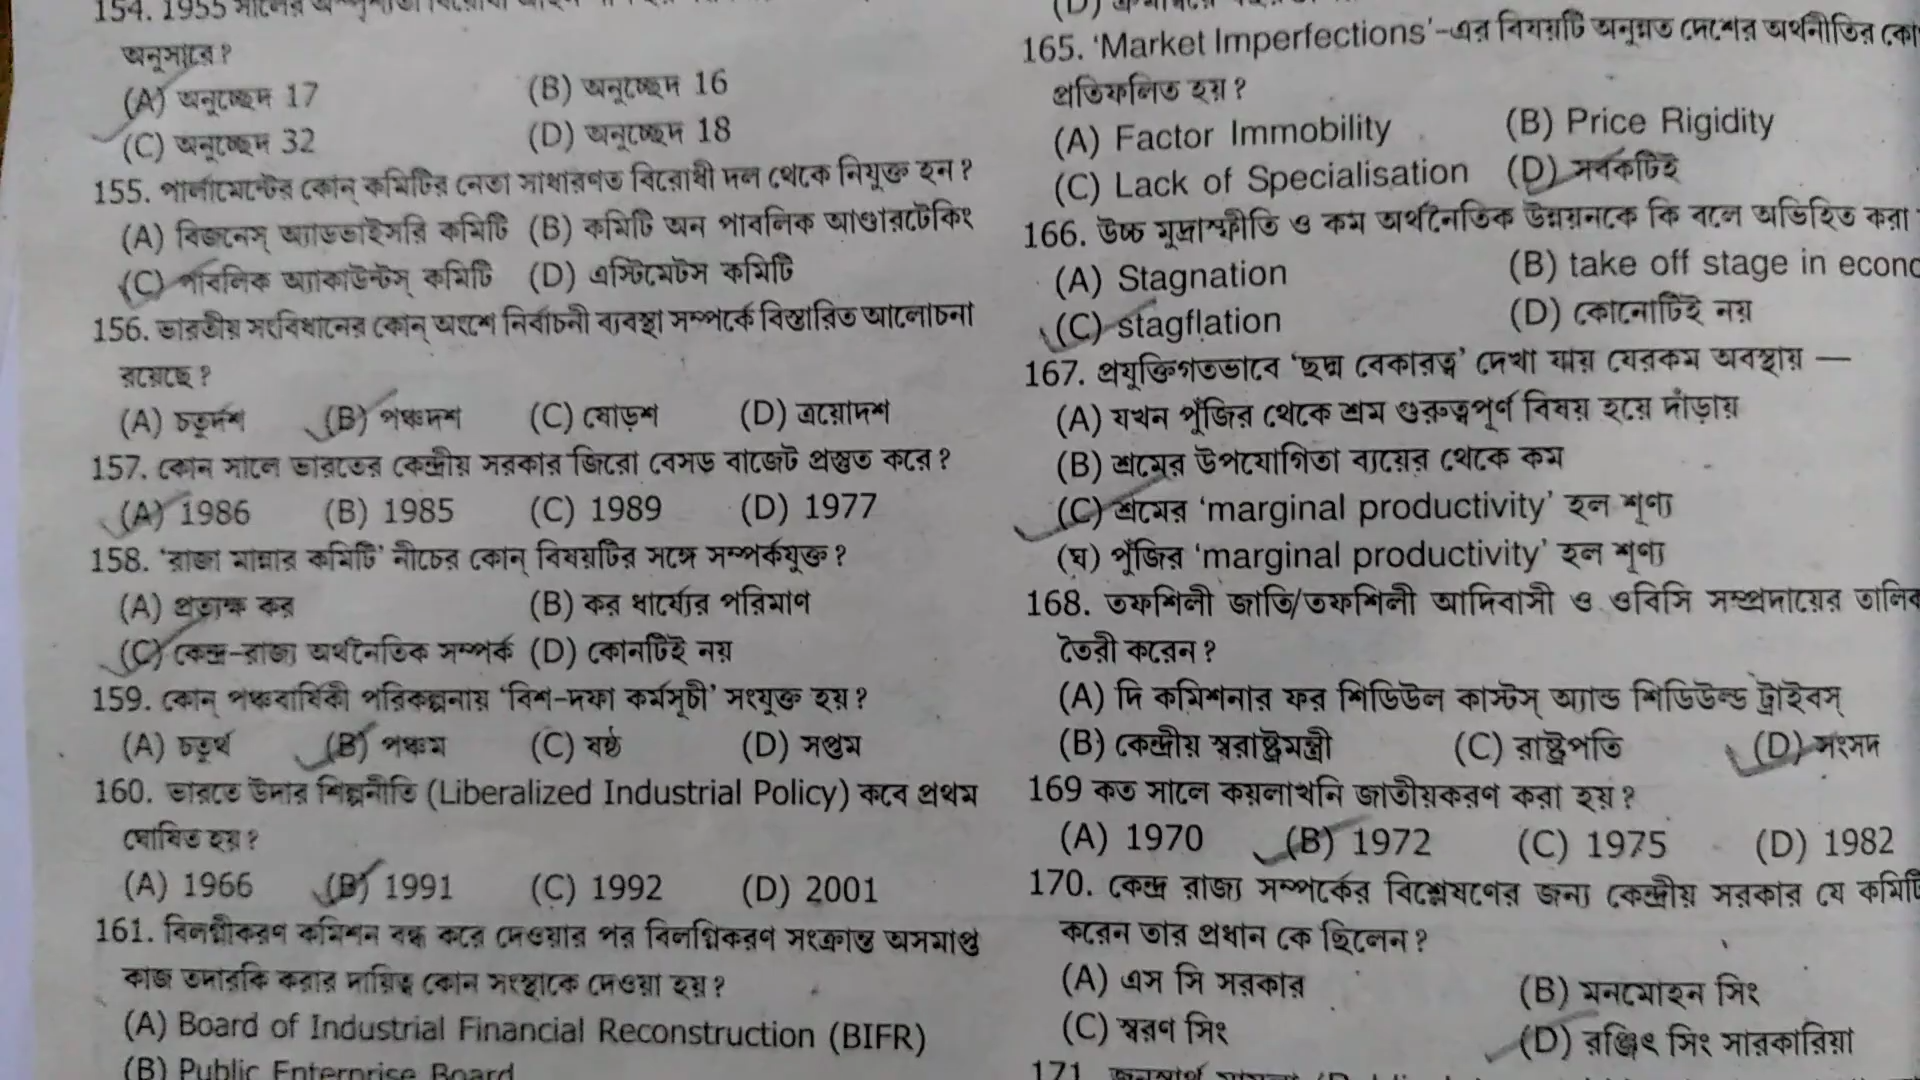 154. 1955 সালের
অনুসারে?
(A) অনুচ্ছেদ 17 (B) অনুচ্ছেদ 16
(C) অনুচ্ছেদ 32 (D) অনুচ্ছেদ 18
155. পার্লামেন্টের কোন্ কমিটির নেতা সাধারণত বিরোধী দল থেকে নিযুক্ত হন?
(A) বিজনেস্ অ্যাডভাইসরি কমিটি (B) কমিটি অন পাবলিক আণ্ডারটেকিং
(C) পাবলিক অ্যাকাউন্টস্ কমিটি (D) এস্টিমেটস কমিটি
156. ভারতীয় সংবিধানের কোন্ অংশে নির্বাচনী ব্যবস্থা সম্পর্কে বিস্তারিত আলোচনা
রয়েছে?
(A) চতুর্দশ (B) পঞ্চদশ (C) ষোড়শ (D) ত্রয়োদশ
157. কোন সালে ভারতের কেন্দ্রীয় সরকার জিরো বেসড বাজেট প্রস্তুত করে?
(A) 1986 (B) 1985 (C) 1989 (D) 1977
158. ‘রাজা মান্নার কমিটি’ নীচের কোন্ বিষয়টির সঙ্গে সম্পর্কযুক্ত?
(A) প্রত্যক্ষ কর (B) কর ধার্য্যের পরিমাণ
(C) কেন্দ্র-রাজ্য অর্থনৈতিক সম্পর্ক (D) কোনটিই নয়
159. কোন্ পঞ্চবার্ষিকী পরিকল্পনায় ‘বিশ-দফা কর্মসূচী’ সংযুক্ত হয়?
(A) চতুর্থ (B) পঞ্চম (C) ষষ্ঠ (D) সপ্তম
160. ভারতে উদার শিল্পনীতি (Liberalized Industrial Policy) কবে প্রথম
ঘোষিত হয়?
(A) 1966 (B) 1991 (C) 1992 (D) 2001
161. বিলগ্নীকরণ কমিশন বন্ধ করে দেওয়ার পর বিলগ্নিকরণ সংক্রান্ত অসমাপ্ত
কাজ তদারকি করার দায়িত্ব কোন সংস্থাকে দেওয়া হয়?
(A) Board of Industrial Financial Reconstruction (BIFR)
(B) Public Enterprise Board
165. ‘Market Imperfections’-এর বিষয়টি অনুন্নত দেশের অর্থনীতির
প্রতিফলিত হয়?
(A) Factor Immobility (B) Price Rigidity
(C) Lack of Specialisation (D) সবকটিই
166. উচ্চ মুদ্রাস্ফীতি ও কম অর্থনৈতিক উন্নয়নকে কি বলে অভিহিত করা
(A) Stagnation (B) take off stage in
(C) stagflation (D) কোনোটিই নয়
167. প্রযুক্তিগতভাবে ‘ছদ্ম বেকারত্ব’ দেখা যায় যেরকম অবস্থায় —
(A) যখন পুঁজির থেকে শ্রম গুরুত্বপূর্ণ বিষয় হয়ে দাঁড়ায়
(B) শ্রমের উপযোগিতা ব্যয়ের থেকে কম
(C) শ্রমের ‘marginal productivity’ হল শূণ্য
(ঘ) পুঁজির ‘marginal productivity’ হল শূণ্য
168. তফশিলী জাতি/তফশিলী আদিবাসী ও ওবিসি সম্প্রদায়ের
তৈরী করেন?
(A) দি কমিশনার ফর শিডিউল কাস্টস্ অ্যান্ড শিডিউল্ড ট্রাইবস্
(B) কেন্দ্রীয় স্বরাষ্ট্রমন্ত্রী (C) রাষ্ট্রপতি (D) সংসদ
169 কত সালে কয়লাখনি জাতীয়করণ করা হয়?
(A) 1970 (B) 1972 (C) 1975 (D) 1982
170. কেন্দ্র রাজ্য সম্পর্কের বিশ্লেষণের জন্য কেন্দ্রীয় সরকার যে
করেন তার প্রধান কে ছিলেন?
(A) এস সি সরকার (B) মনমোহন সিং
(C) স্বরণ সিং (D) রঞ্জিৎ সিং সারকারিয়া
171.